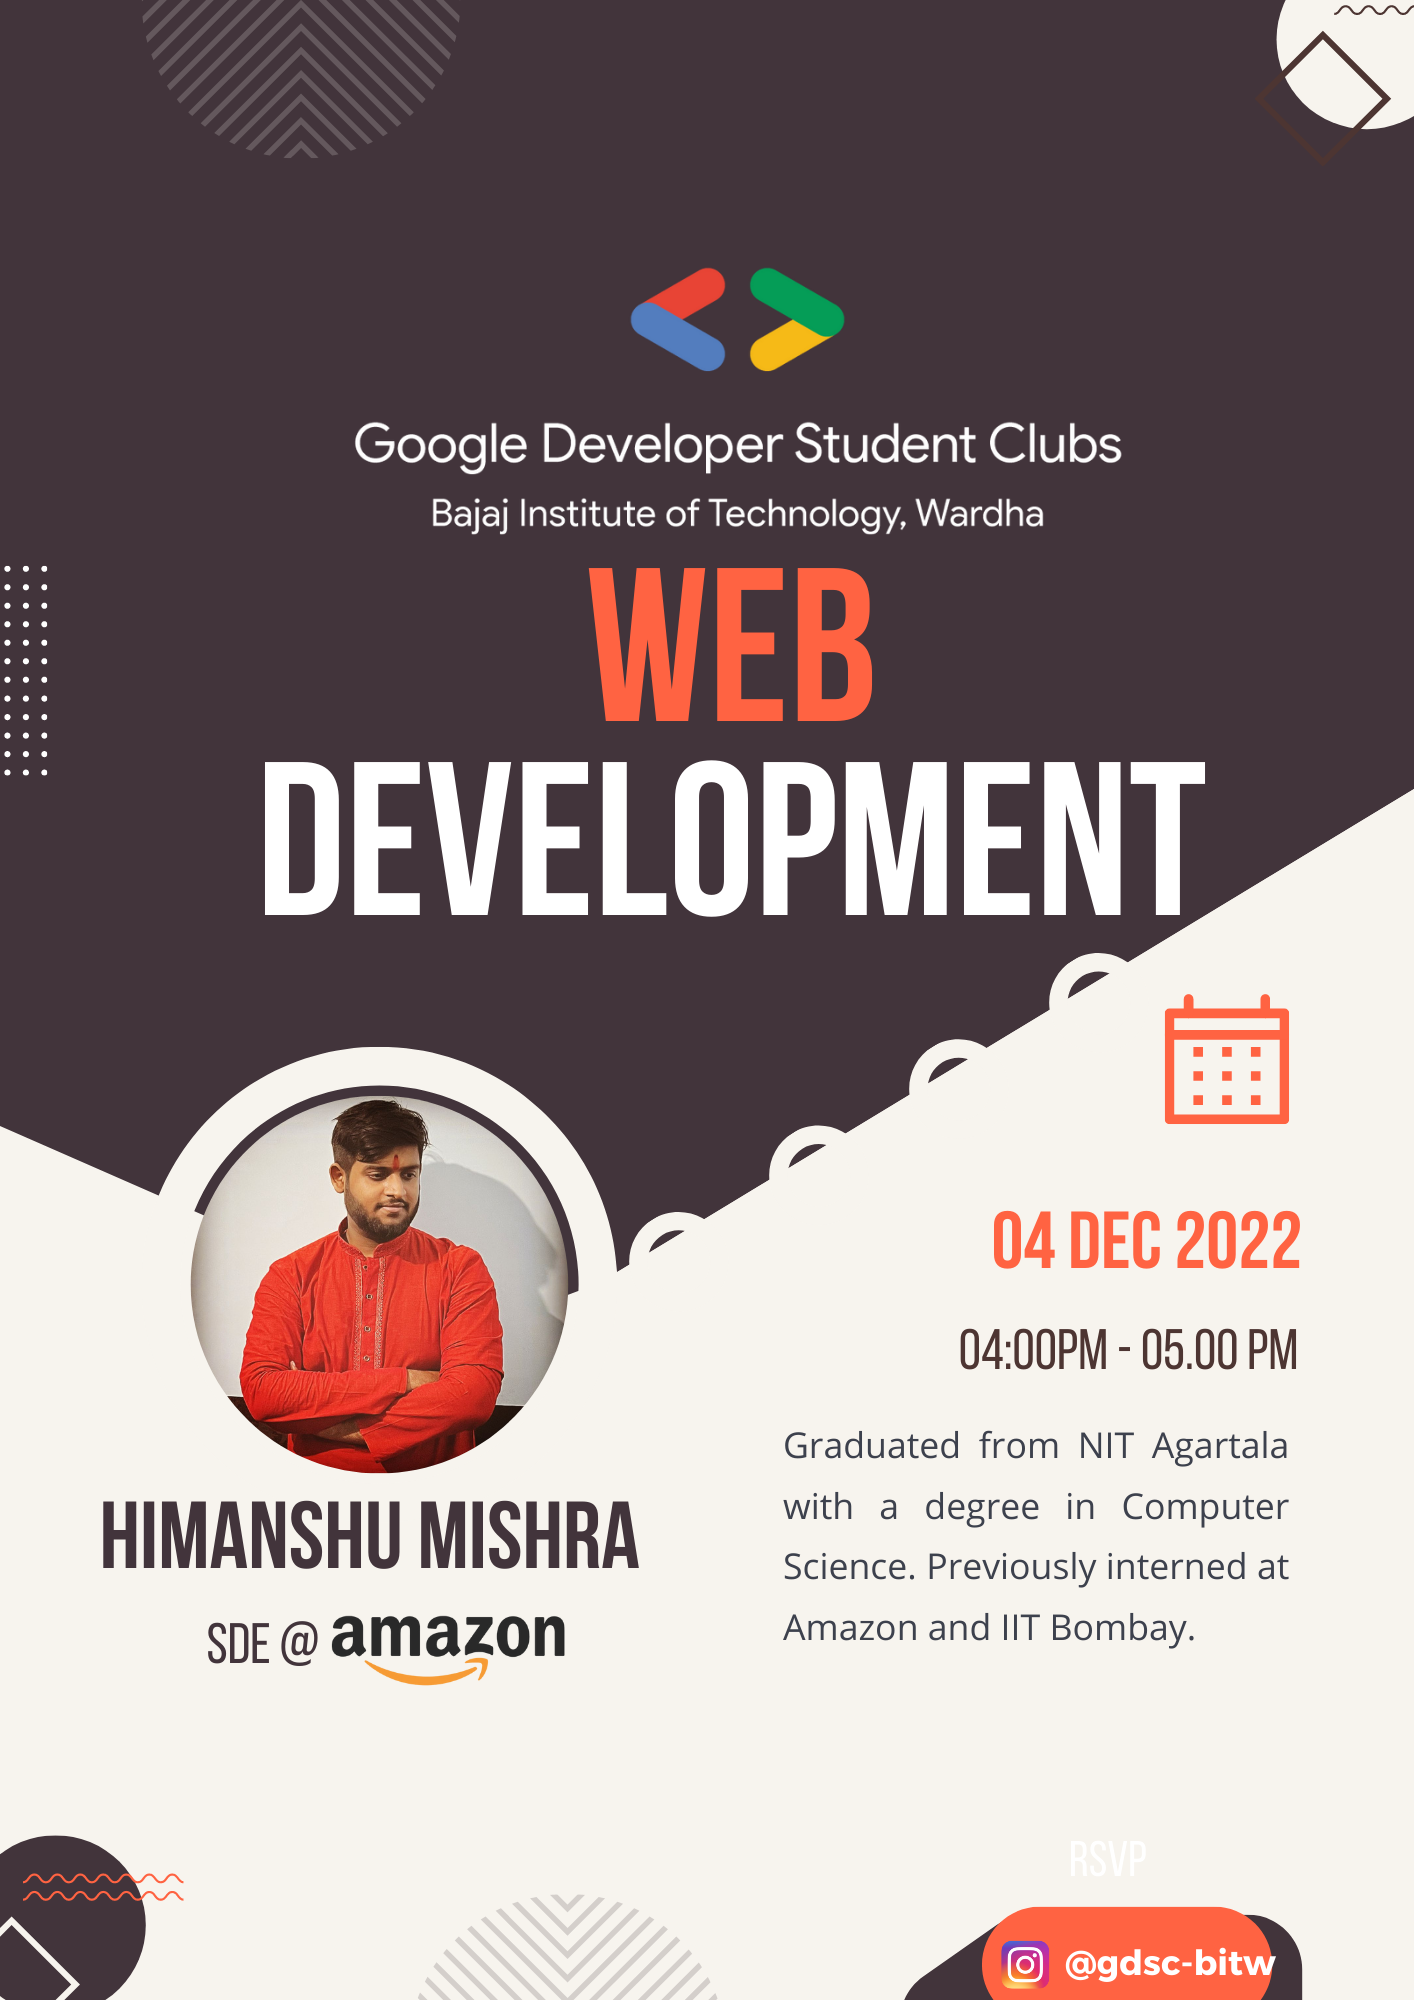 Google Developer Student Clubs
Bajaj Institute of Technology, Wardha
WEB
DEVELOPMENT
04 DEC 2022
04:00PM - 05.00 PM
Graduated from NIT Agartala
with a degree in Computer
Science. Previously interned at
Amazon and IIT Bombay.
HIMANSHU MISHRA
SDE @ amazon
RSVP
@gdsc-bitw